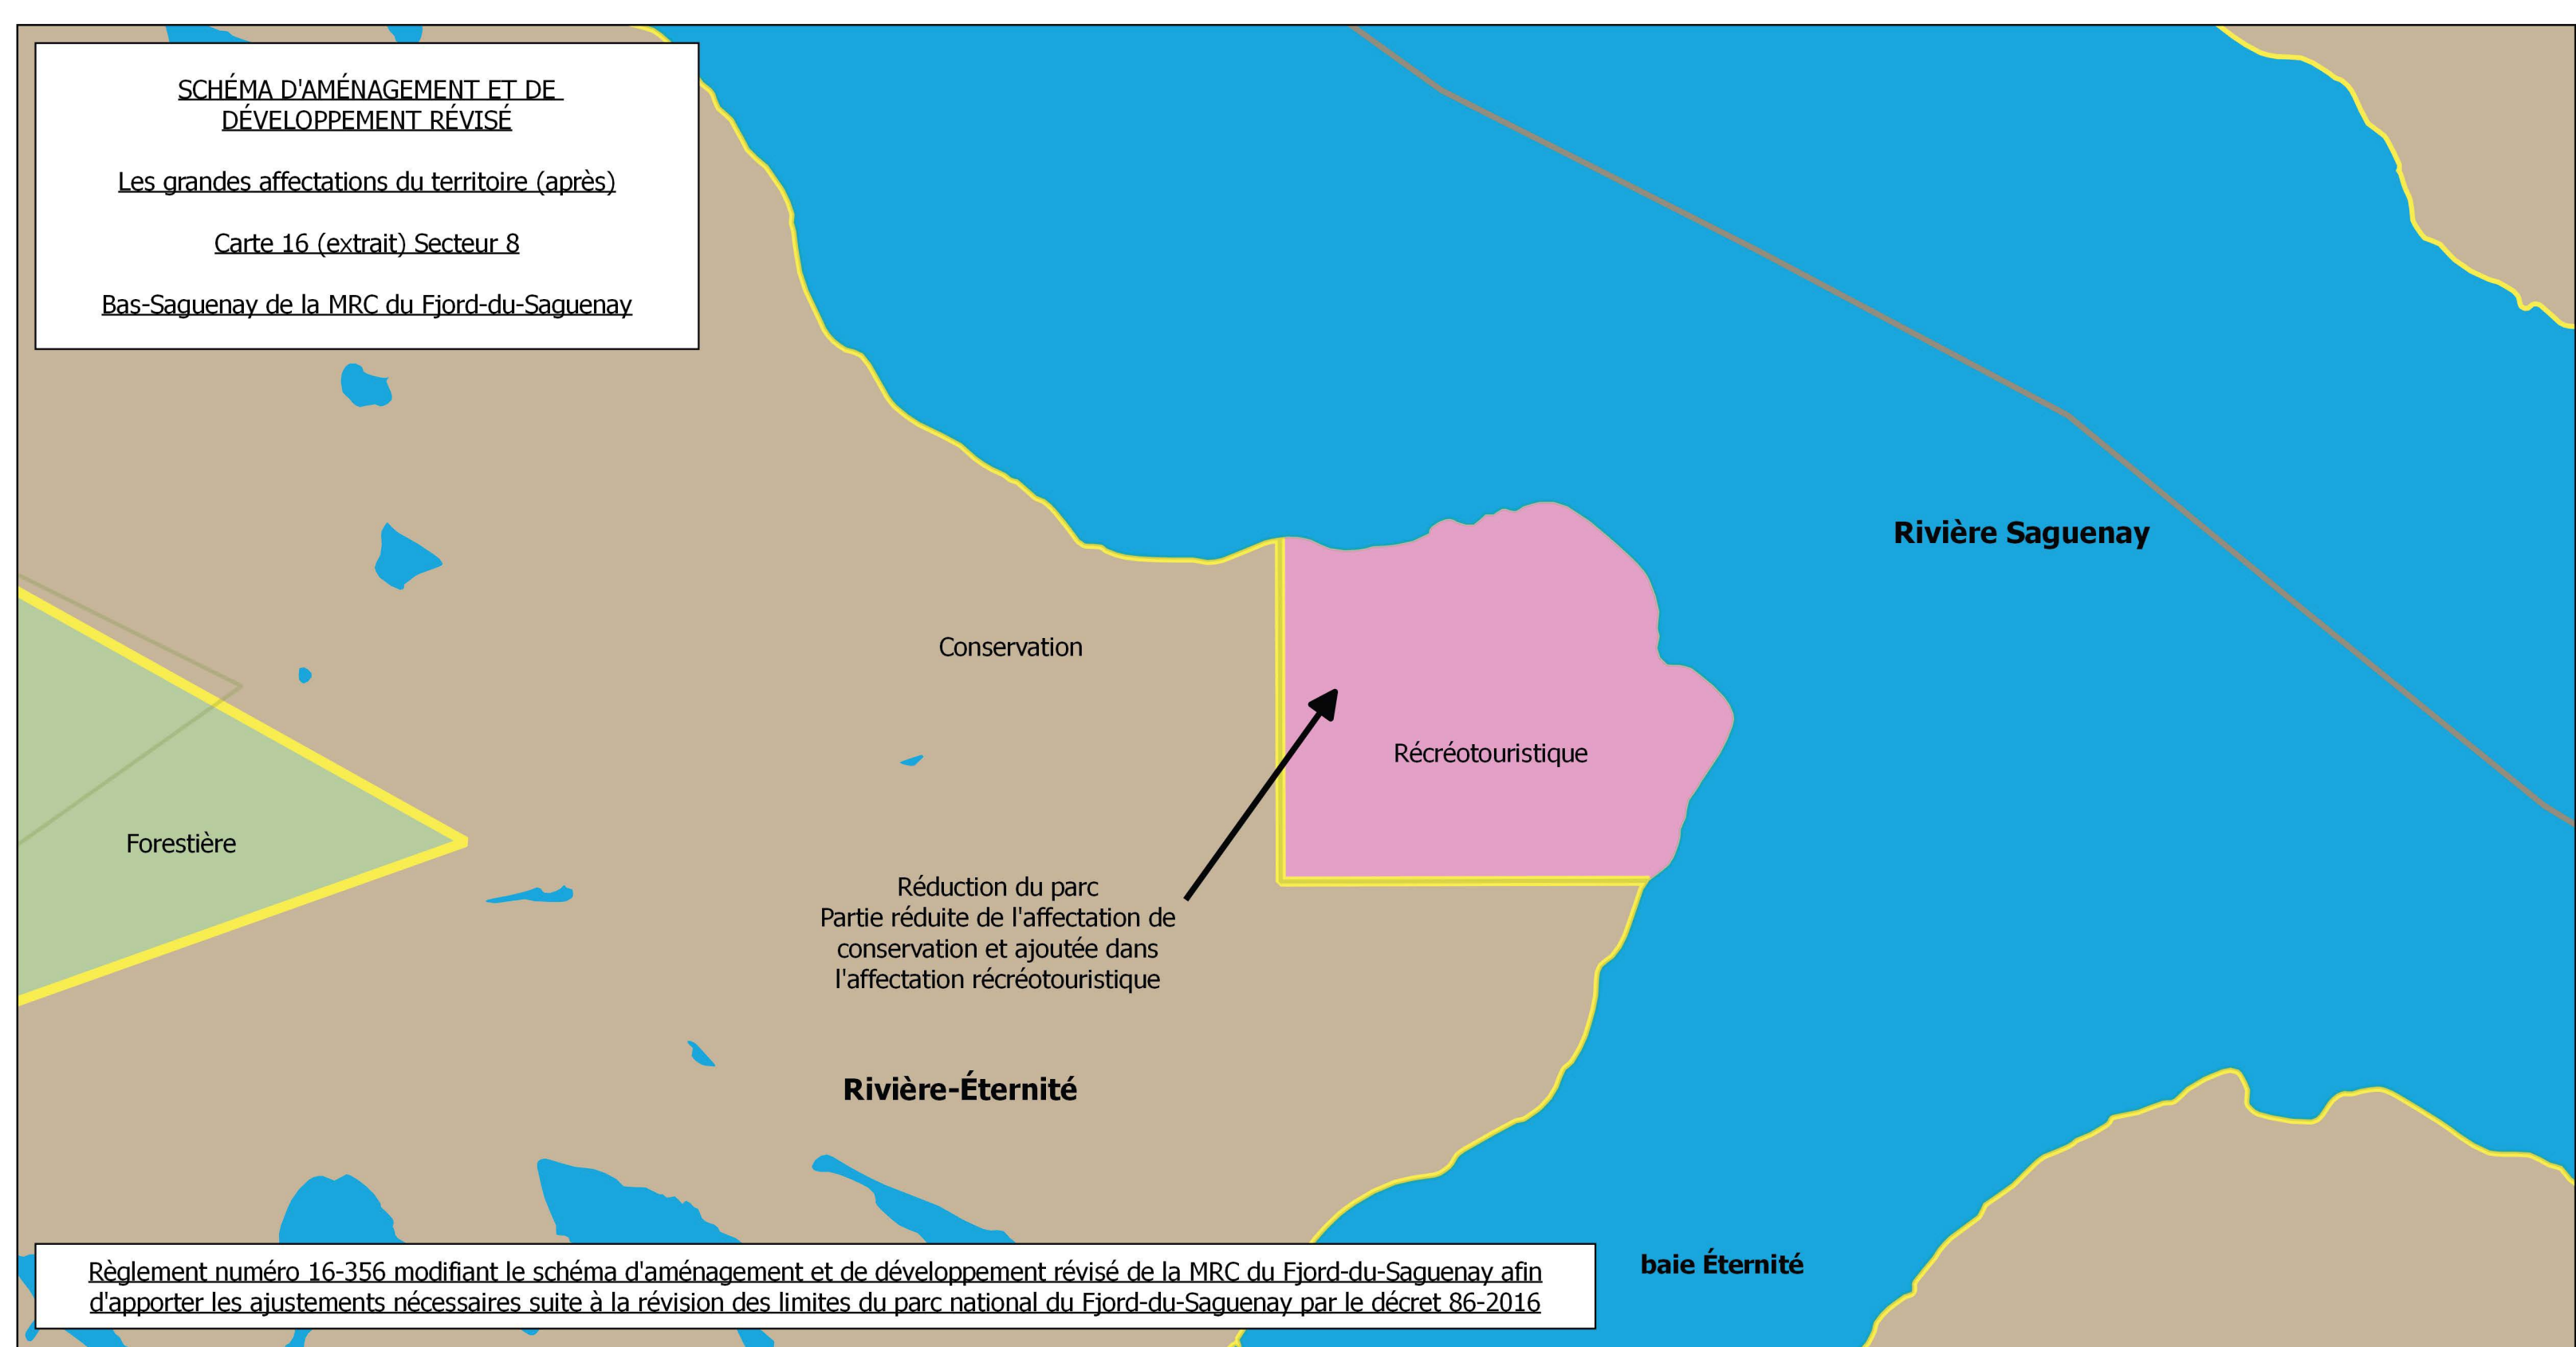 SCHÉMA D'AMÉNAGEMENT ET DE
DÉVELOPPEMENT RÉVISÉ
Les grandes affectations du territoire (après)
Carte 16 (extrait) Secteur 8
Bas-Saguenay de la MRC du Fjord-du-Saguenay
Rivière Saguenay
Conservation
Récréotouristique
Forestière
Réduction du parc
Partie réduite de l'affectation de
conservation et ajoutée dans
l'affectation récréotouristique
Rivière-Éternité
baie Éternité
Règlement numéro 16-356 modifiant le schéma d'aménagement et de développement révisé de la MRC du Fjord-du-Saguenay afin
d'apporter les ajustements nécessaires suite à la révision des limites du parc national du Fjord-du-Saguenay par le décret 86-2016